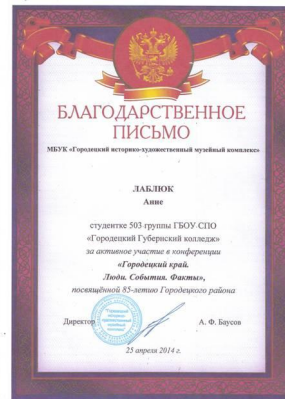 БЛАГОДАРСТВЕННОЕ
ПИСЬМО
МБУК «Городецкий историко-художественный музейный комплекс»
ЛАБЛЮК
Анне
студентке 503 группы ГБОУ СПО
«Городецкий Губернский колледж»
за активное участие в конференции
«Городецкий край.
Люди. События. Факты»,
посвящённой 85-летию Городецкого района
Директор А. Ф. Баусов
25 апреля 2014 г.